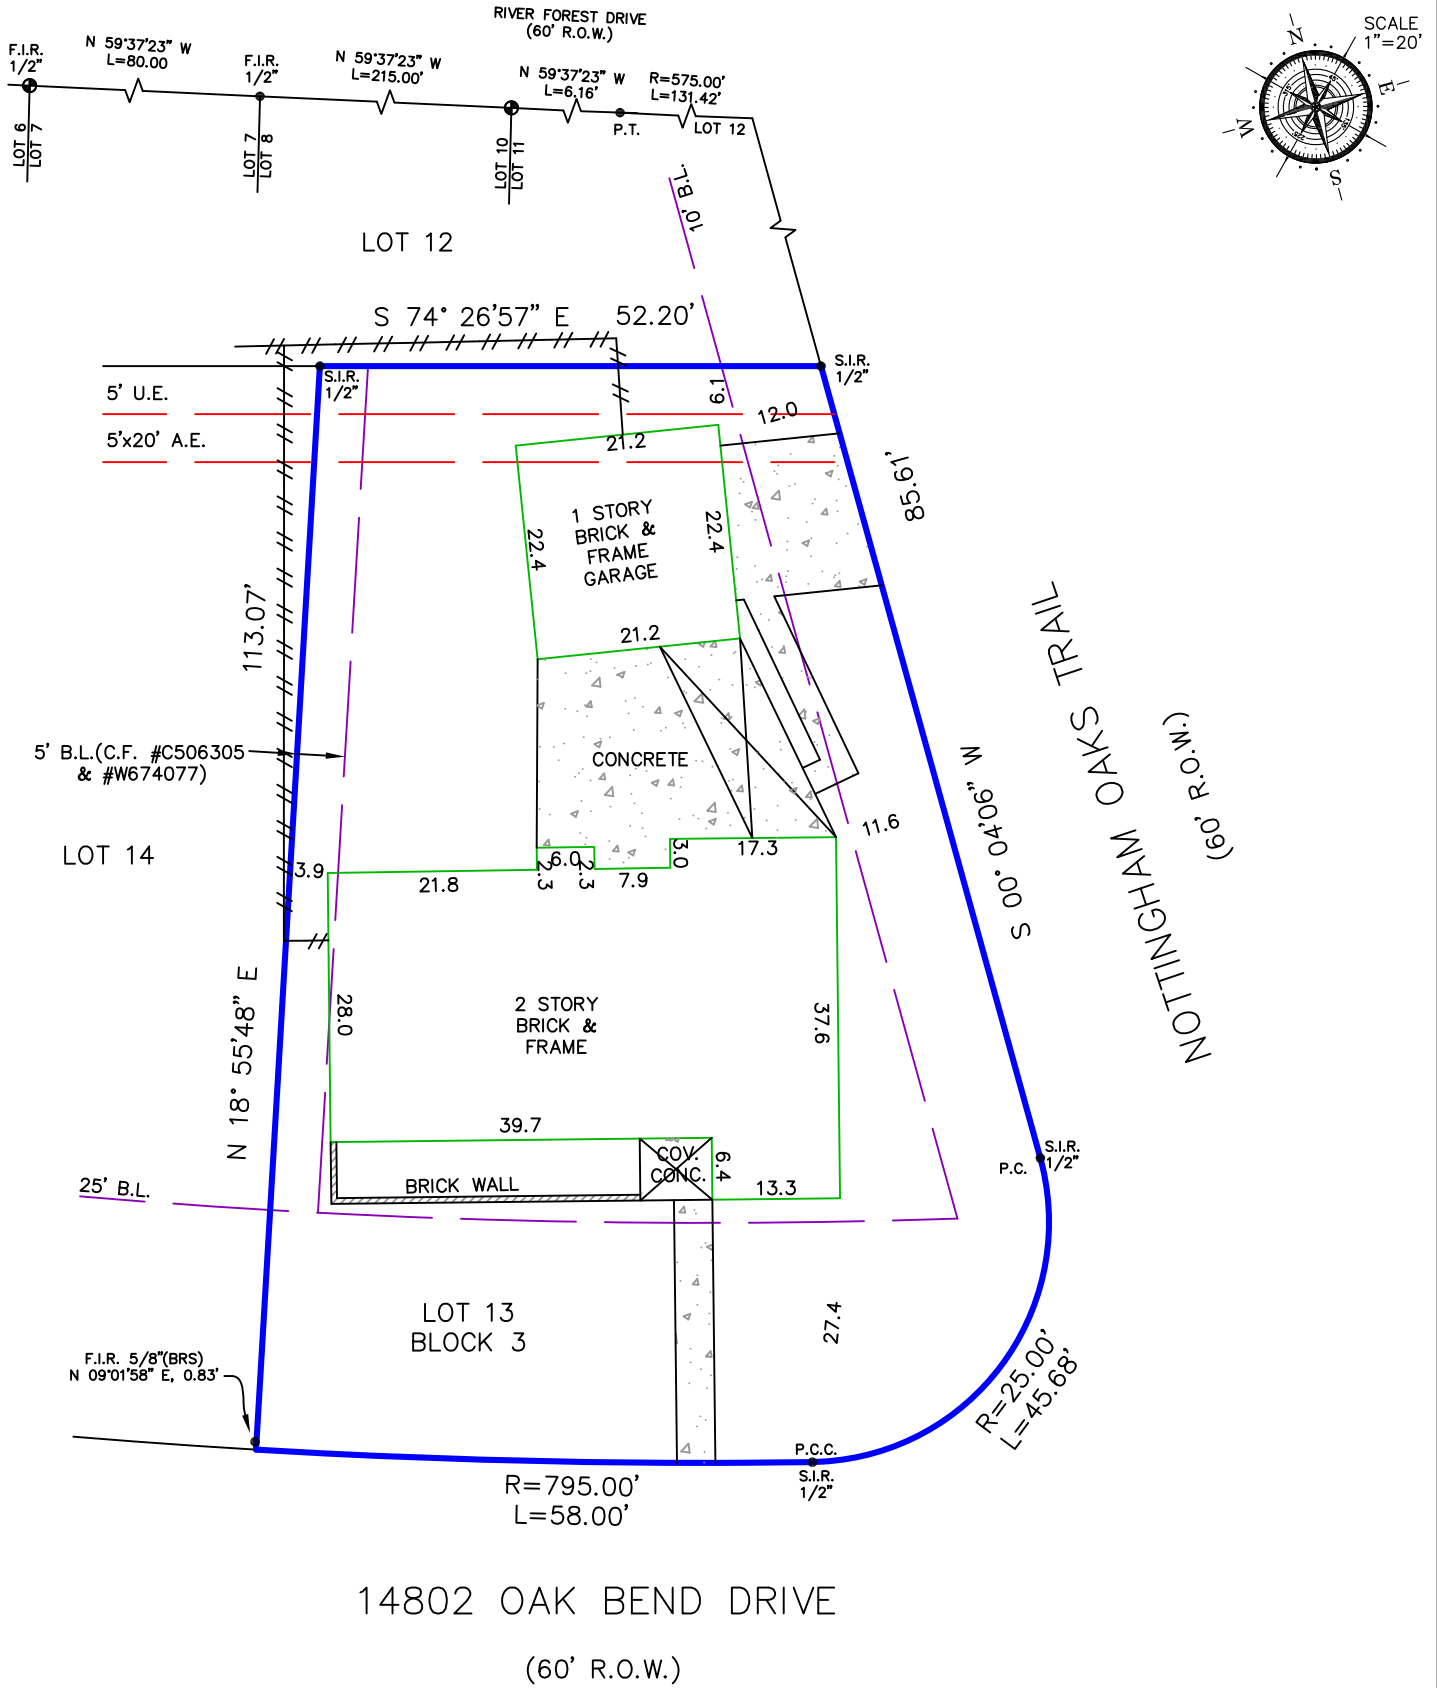 RIVER FOREST DRIVE
(60' R.O.W.)
SCALE
1"=20'
N
E
S
W
F.I.R.
1/2"
N 59°37'23" W
L=80.00
F.I.R.
1/2"
N 59°37'23" W
L=215.00'
N 59°37'23" W
L=6.16'
R=575.00'
L=131.42'
P.T.
LOT 12
LOT 6
LOT 7
LOT 7
LOT 8
LOT 10
LOT 11
10' B.L.
LOT 12
S 74° 26'57" E 52.20'
S.I.R.
1/2"
S.I.R.
1/2"
5' U.E.
5'x20' A.E.
1.9
12.0
21.2
85.61'
1 STORY
BRICK &
FRAME
GARAGE
22.4
22.4
21.2
113.07'
5' B.L.(C.F. #C506305
& #W674077)
CONCRETE
NOTTINGHAM OAKS TRAIL
(60' R.O.W.)
S 00° 04'06" W
11.6
LOT 14
3.9
21.8
2.3
6.0
2.3
7.9
3.0
17.3
28.0
2 STORY
BRICK &
FRAME
37.6
N 18° 55'48" E
39.7
COV.
CONC.
6.4
BRICK WALL
13.3
25' B.L.
P.C.
S.I.R.
1/2"
LOT 13
BLOCK 3
27.4
F.I.R. 5/8"(BRS)
N 09°01'58" E, 0.83'
R=25.00'
L=45.68'
P.C.C.
S.I.R.
1/2"
R=795.00'
L=58.00'
14802 OAK BEND DRIVE
(60' R.O.W.)